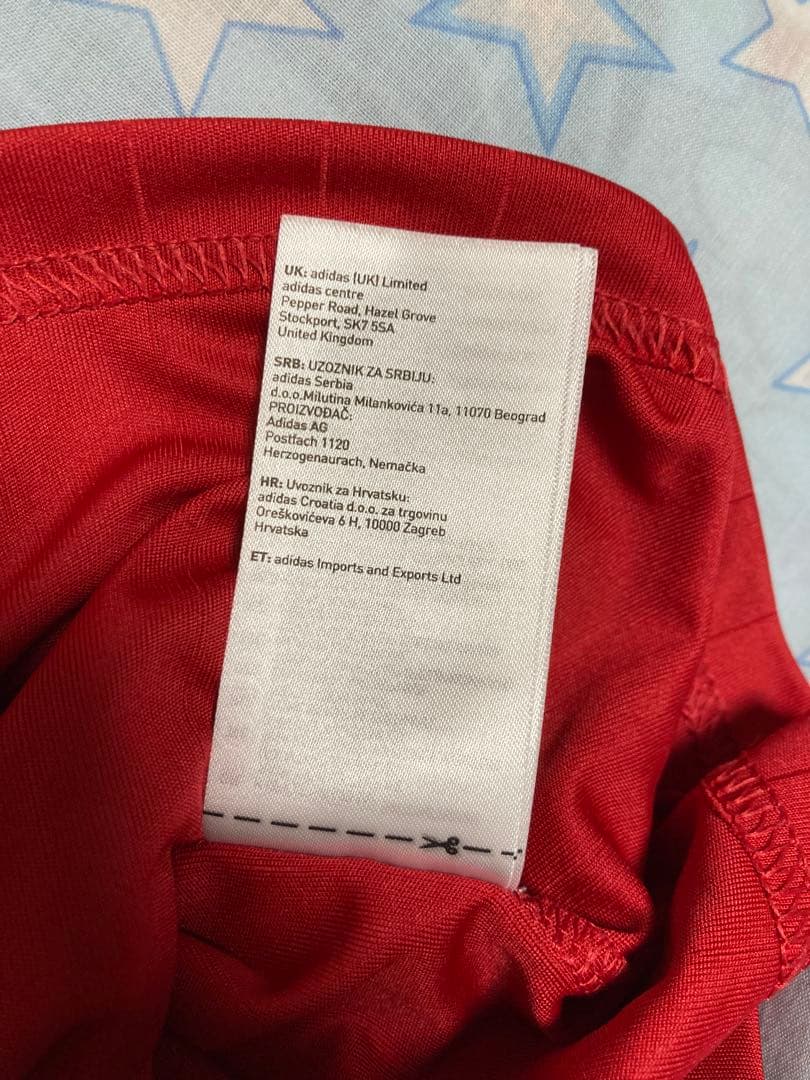 UK: adidas (UK) Limited
adidas centre
Pepper Road, Hazel Grove
Stockport, SK7 5SA
United Kingdom
SRB: UZOZNIK ZA SRBIJU:
adidas Serbia
d.o.o.Milutina Milankovića 11a, 11070 Beograd
PROIZVOĐAČ:
Adidas AG
Postfach 1120
Herzogenaurach, Nemačka
HR: Uvoznik za Hrvatsku:
adidas Croatia d.o.o. za trgovinu
Oreškovićeva 6 H, 10000 Zagreb
Hrvatska
ET: adidas Imports and Exports Ltd